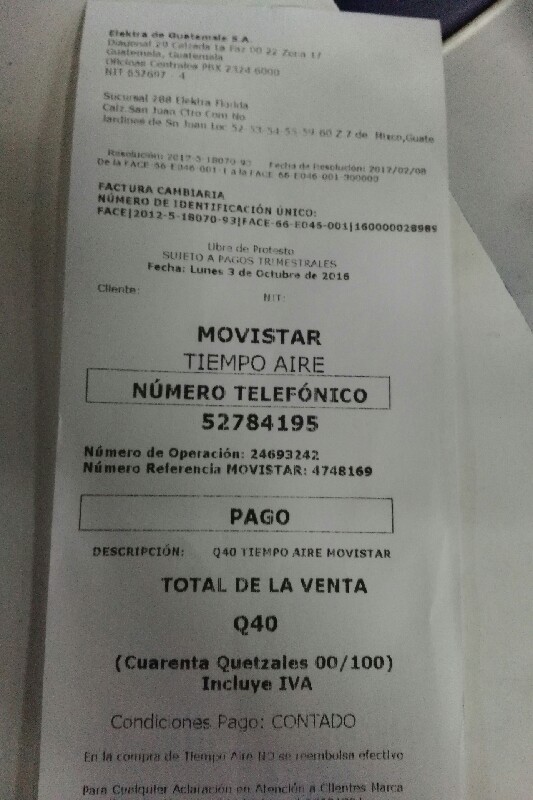 Elektra de Guatemala S.A.
Diagonal 20 Calzada la Paz 00 22 Zona 17
Guatemala, Guatemala
Oficinas Centrales PBX 2324 6000
NIT 657697 - 4
Sucursal 288 Elektra Florida
Calz San Juan Ctro Com No
Jardines de Sn Juan Loc 52-53-54-55-59 60 Z 7 de Mixco,Guate
Resolución: 2012-5-18070-93 Fecha de Resolución: 2012/02/08
De la FACE 66 E046 001-1 a la FACE 66 E046-001-300000
FACTURA CAMBIARIA
NÚMERO DE IDENTIFICACIÓN ÚNICO:
FACE|2012-5-18070-93|FACE-66-E046-001|160000028989
Libre de Protesto
SUJETO A PAGOS TRIMESTRALES
Fecha: Lunes 3 de Octubre de 2016
Cliente:
NIT:
MOVISTAR
TIEMPO AIRE
NÚMERO TELEFÓNICO
52784195
Número de Operación: 24693242
Número Referencia MOVISTAR: 4748169
PAGO
DESCRIPCIÓN: Q40 TIEMPO AIRE MOVISTAR
TOTAL DE LA VENTA
Q40
(Cuarenta Quetzales 00/100)
Incluye IVA
Condiciones Pago: CONTADO
En la compra de Tiempo Aire NO se reembolsa efectivo
Para Cualquier Aclaración en Atención a Clientes Marca